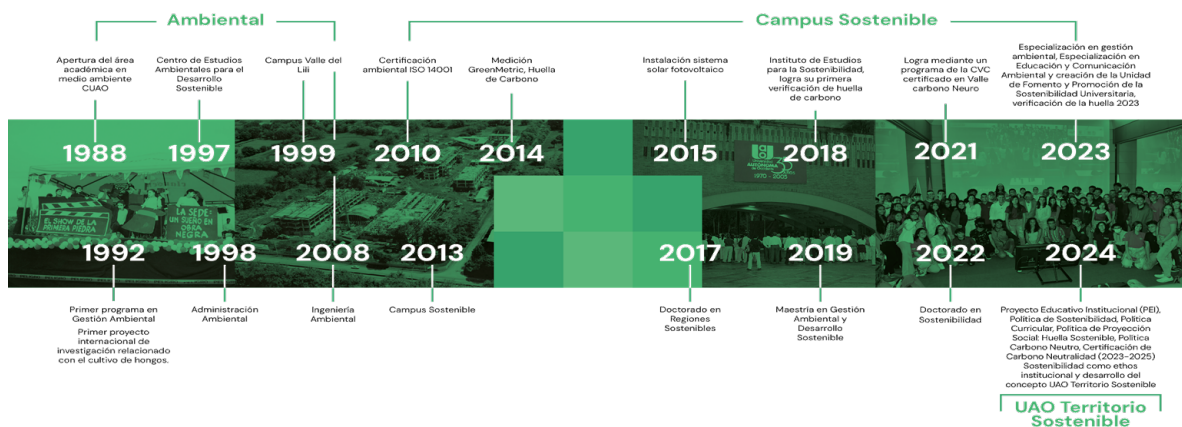 Ambiental
Campus Sostenible
Apertura del área
académica en
medio ambiente
CUAO
Centro de Estudios
Ambientales para el
Desarrollo
Sostenible
Campus Valle del
Lili
Certificación
ambiental ISO 14001
Medición
GreenMetric, Huella
de Carbono
Instalación sistema
solar fotovoltaico
Instituto de Estudios
para la Sostenibilidad,
logra su primera
verificación de huella
de carbono
Logra mediante un
programa de la CVC
certificado en Valle
carbono Neuro
Especialización en gestión
ambiental, Especialización en
Educación y Comunicación
Ambiental y creación de la Unidad
de Fomento y Promoción de la
Sostenibilidad Universitaria,
verificación de la huella 2023
1988
1997
1999
2010
2014
2015
2018
2021
2023
UAO
AUTONOMA
1970 - 2005
EL SHOW DE LA
PRIMERA PIEDRA
LA SEDE:
UN SUEÑO EN
OBRA
NEGRA
1992
1998
2008
2013
2017
2019
2022
2024
Primer programa en
Gestión Ambiental
Primer proyecto
internacional de
investigación relacionado
con el cultivo de hongos.
Administración
Ambiental
Ingeniería
Ambiental
Campus Sostenible
Doctorado en
Regiones
Sostenibles
Maestría en Gestión
Ambiental y
Desarrollo
Sostenible
Doctorado en
Sostenibilidad
Proyecto Educativo Institucional (PEI),
Política de Sostenibilidad, Política
Curricular, Política de Proyección
Social: Huella Sostenible, Política
Carbono Neutro, Certificación de
Carbono Neutralidad (2023-2025)
Sostenibilidad como ethos
institucional y desarrollo del
concepto UAO Territorio Sostenible
UAO Territorio
Sostenible